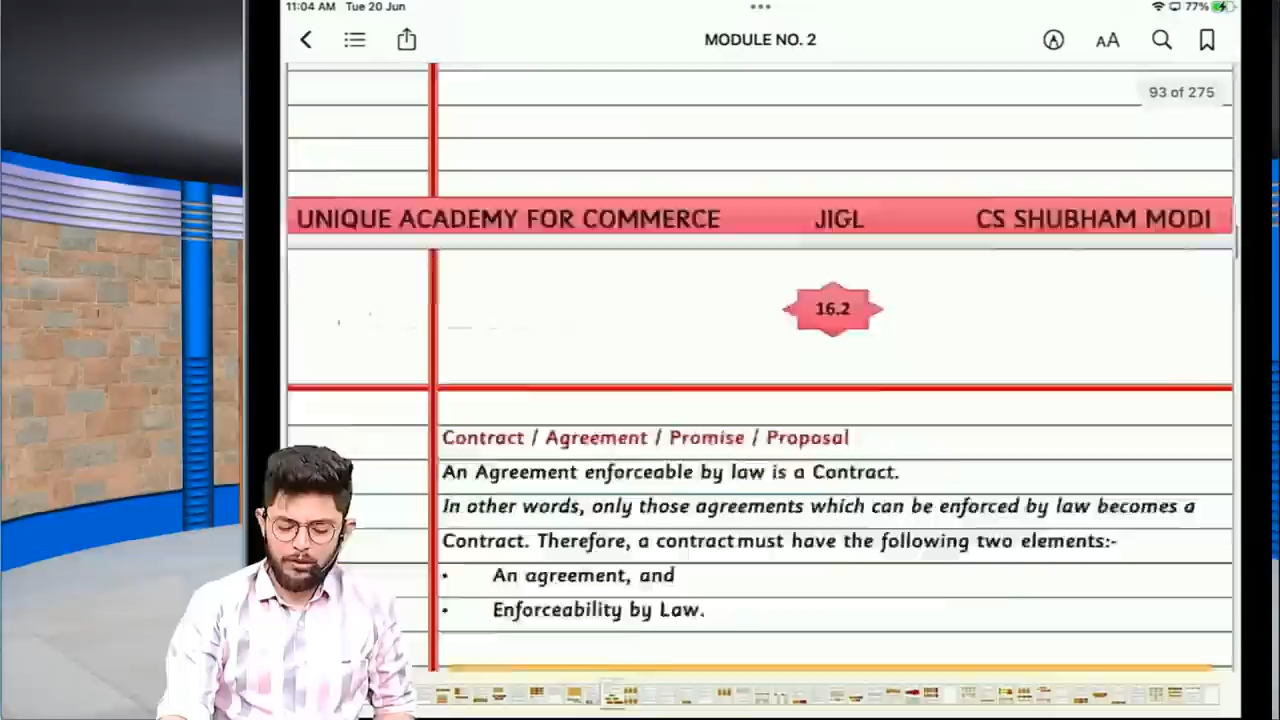 11:04 AM Tue 20 Jun
77%
MODULE NO. 2
AA
93 of 275
UNIQUE ACADEMY FOR COMMERCE JIGL CS SHUBHAM MODI
16.2
Contract / Agreement / Promise / Proposal
An Agreement enforceable by law is a Contract.
In other words, only those agreements which can be enforced by law becomes a
Contract. Therefore, a contract must have the following two elements:-
• An agreement, and
• Enforceability by Law.